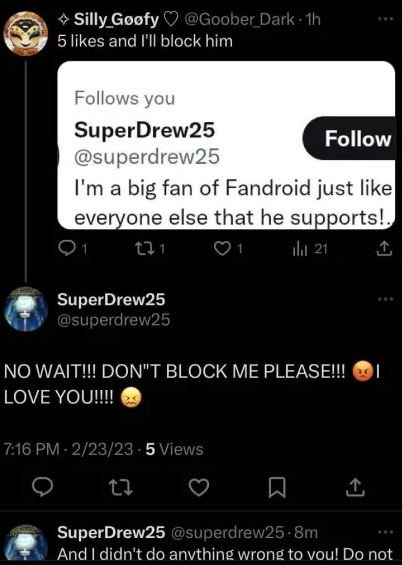 ✧ Silly_Gøøfy ♡ @Goober_Dark · 1h
5 likes and I'll block him
Follows you
SuperDrew25
Follow
@superdrew25
I'm a big fan of Fandroid just like
everyone else that he supports!.
1 1 1 21
SuperDrew25
@superdrew25
NO WAIT!!! DON"T BLOCK ME PLEASE!!! 😡I
LOVE YOU!!!! 😖
7:16 PM · 2/23/23 · 5 Views
SuperDrew25 @superdrew25 · 8m
And I didn't do anything wrong to you! Do not